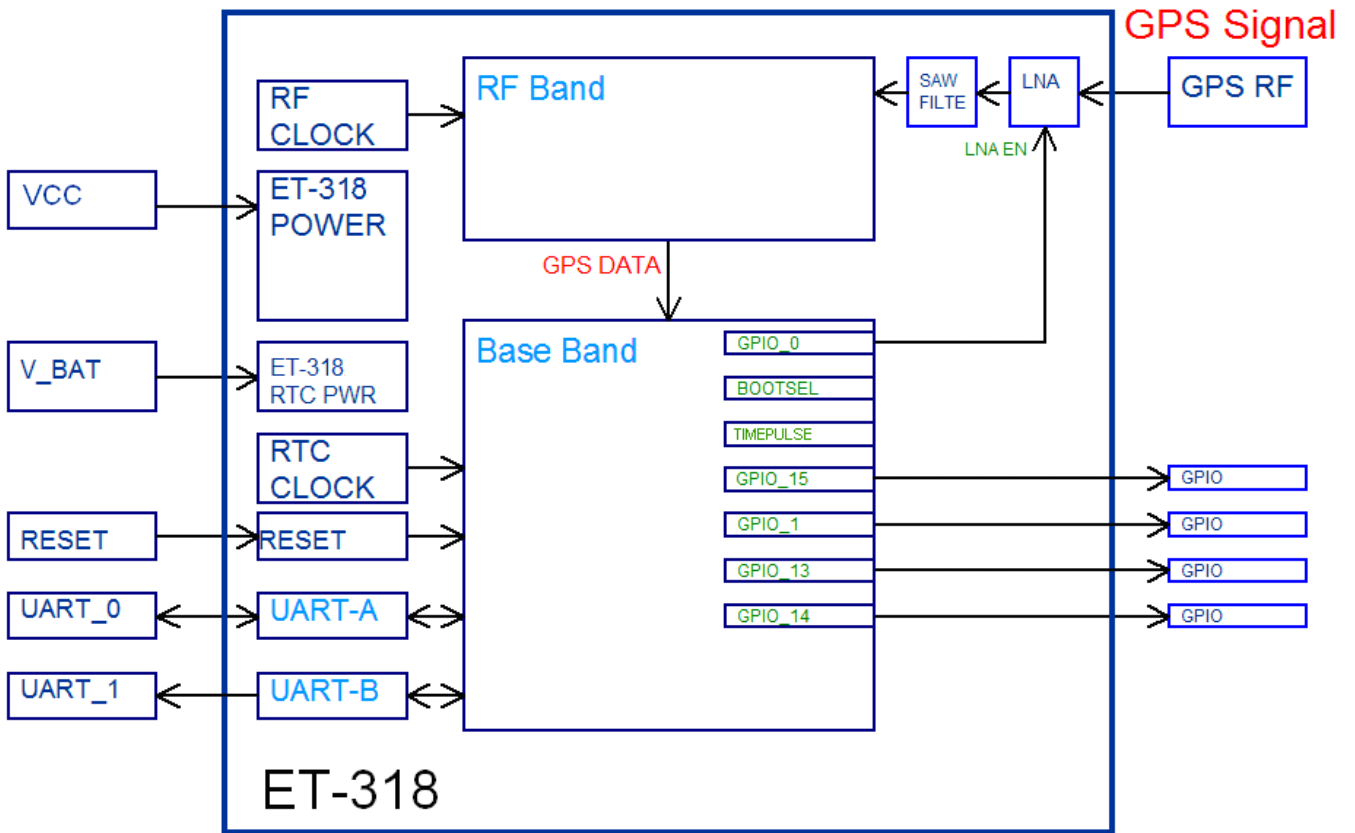 GPS Signal
RF
CLOCK
RF Band
SAW
FILTE
LNA
GPS RF
LNA EN
VCC
ET-318
POWER
GPS DATA
V_BAT
ET-318
RTC PWR
Base Band
GPIO_0
BOOTSEL
TIMEPULSE
RTC
CLOCK
GPIO_15
GPIO
RESET
RESET
GPIO_1
GPIO
GPIO_13
GPIO
UART_0
UART-A
GPIO_14
GPIO
UART_1
UART-B
ET-318